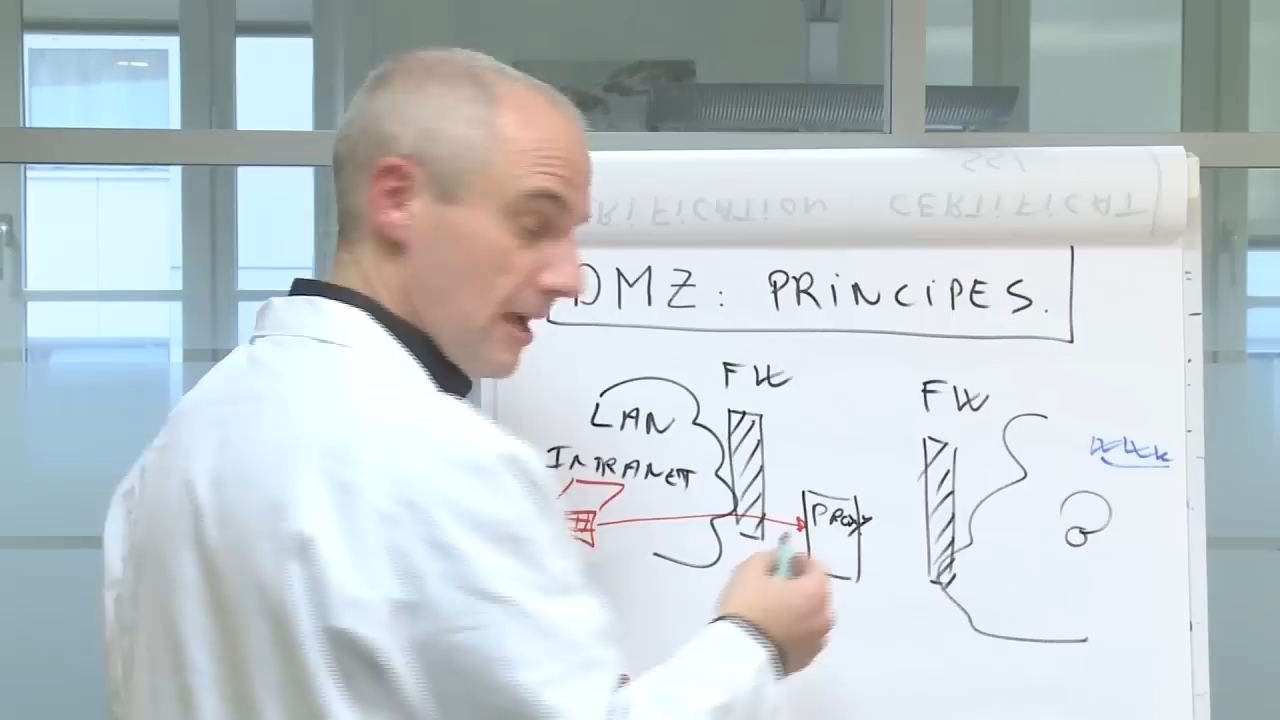 DMZ: PRiNCiPES.
FW
FW
LAN
INTRANET
PROXY